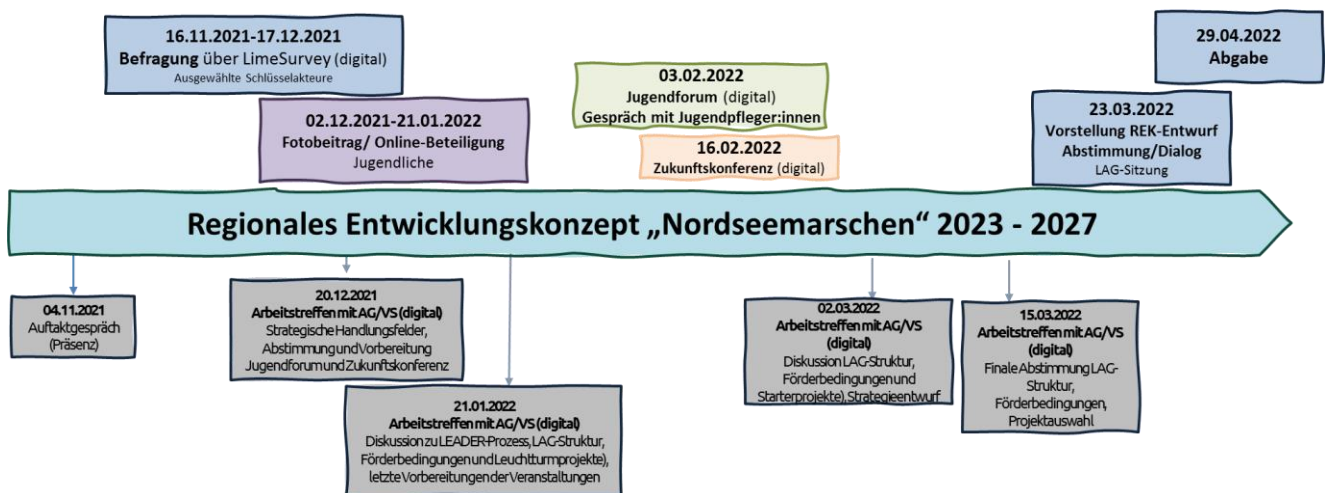 16.11.2021-17.12.2021
Befragung über LimeSurvey (digital)
Ausgewählte Schlüsselakteure
02.12.2021-21.01.2022
Fotobeitrag/ Online-Beteiligung
Jugendliche
03.02.2022
Jugendforum (digital)
Gespräch mit Jugendpfleger:innen
16.02.2022
Zukunftskonferenz (digital)
29.04.2022
Abgabe
23.03.2022
Vorstellung REK-Entwurf
Abstimmung/Dialog
LAG-Sitzung
Regionales Entwicklungskonzept „Nordseemarschen“ 2023 - 2027
04.11.2021
Auftaktgespräch
(Präsenz)
20.12.2021
Arbeitstreffen mit AG/VS (digital)
Strategische Handlungsfelder,
Abstimmung und Vorbereitung
Jugendforum und Zukunftskonferenz
21.01.2022
Arbeitstreffen mit AG/VS (digital)
Diskussion zu LEADER-Prozess, LAG-Struktur,
Förderbedingungen und Leuchtturmprojekte),
letzte Vorbereitungen der Veranstaltungen
02.03.2022
Arbeitstreffen mit AG/VS
(digital)
Diskussion LAG-Struktur,
Förderbedingungen und
Starterprojekte), Strategieentwurf
15.03.2022
Arbeitstreffen mit AG/VS
(digital)
Finale Abstimmung LAG-
Struktur,
Förderbedingungen,
Projektauswahl